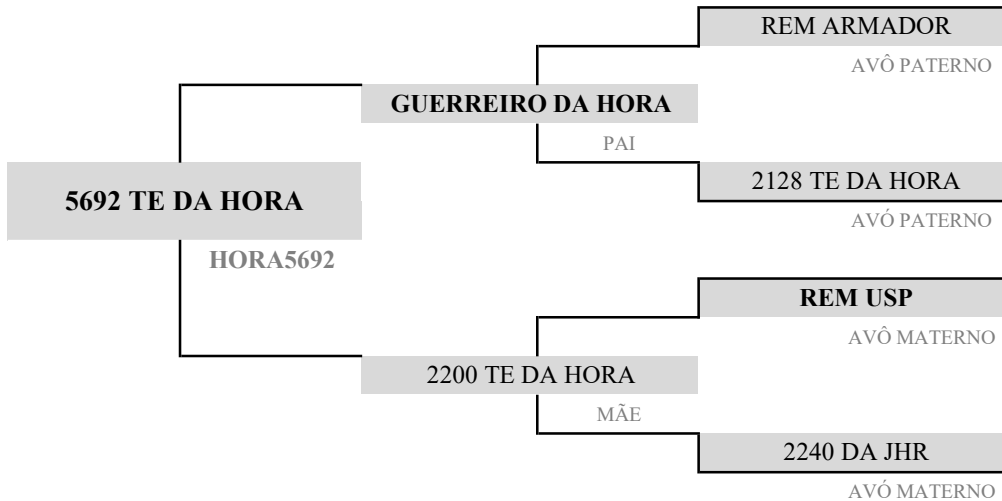 REM ARMADOR
AVÔ PATERNO
GUERREIRO DA HORA
PAI
2128 TE DA HORA
AVÓ PATERNO
5692 TE DA HORA
HORA5692
REM USP
AVÔ MATERNO
2200 TE DA HORA
MÃE
2240 DA JHR
AVÓ MATERNO